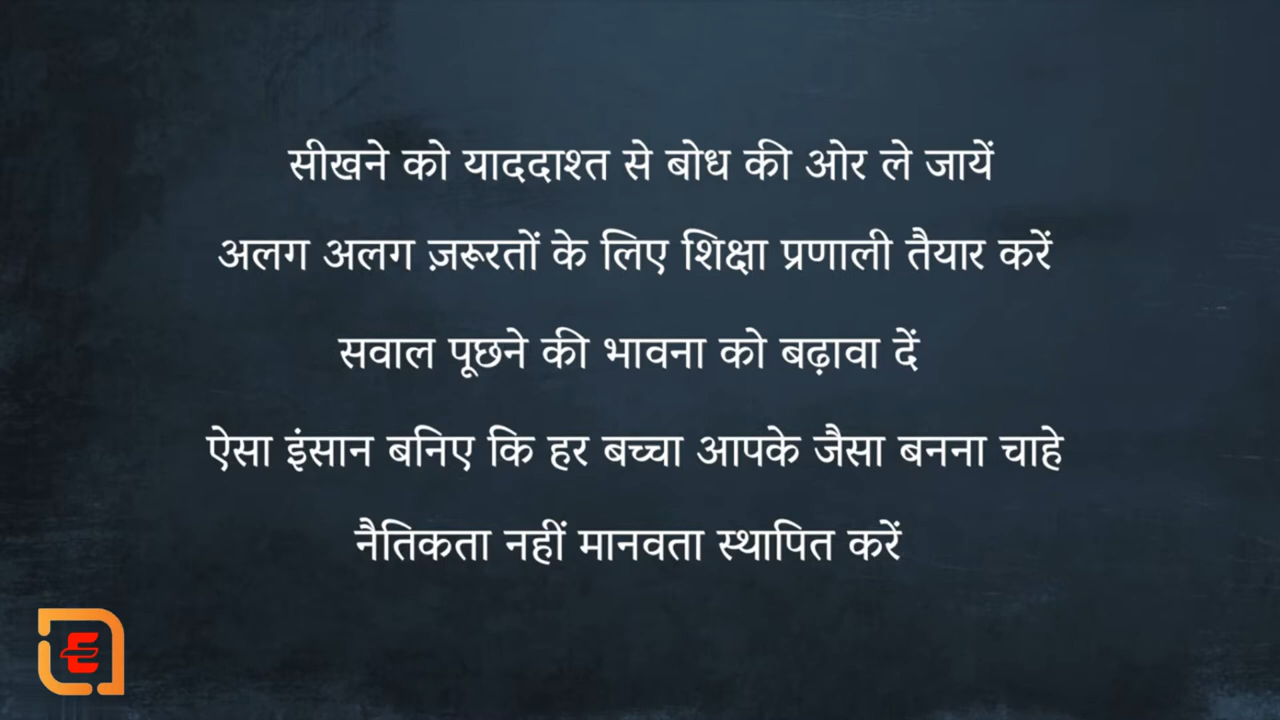 सीखने को याददाश्त से बोध की ओर ले जायें
अलग अलग ज़रूरतों के लिए शिक्षा प्रणाली तैयार करें
सवाल पूछने की भावना को बढ़ावा दें
ऐसा इंसान बनिए कि हर बच्चा आपके जैसा बनना चाहे
नैतिकता नहीं मानवता स्थापित करें
E